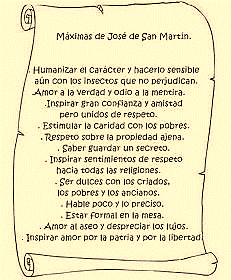 Máximas de José de San Martín.
Humanizar el carácter y hacerlo sensible
aún con los insectos que no perjudican.
.Amor a la verdad y odio a la mentira.
.Inspirar gran confianza y amistad
pero unidos de respeto.
. Estimular la caridad con los pobres.
. Respeto sobre la propiedad ajena.
. Saber guardar un secreto.
. Inspirar sentimientos de respeto
hacia todas las religiones.
. Ser dulces con los criados,
los pobres y los ancianos.
. Hable poco y lo preciso.
. Estar formal en la mesa.
. Amor al aseo y despreciar los lujos.
. Inspirar amor por la patria y por la libertad.